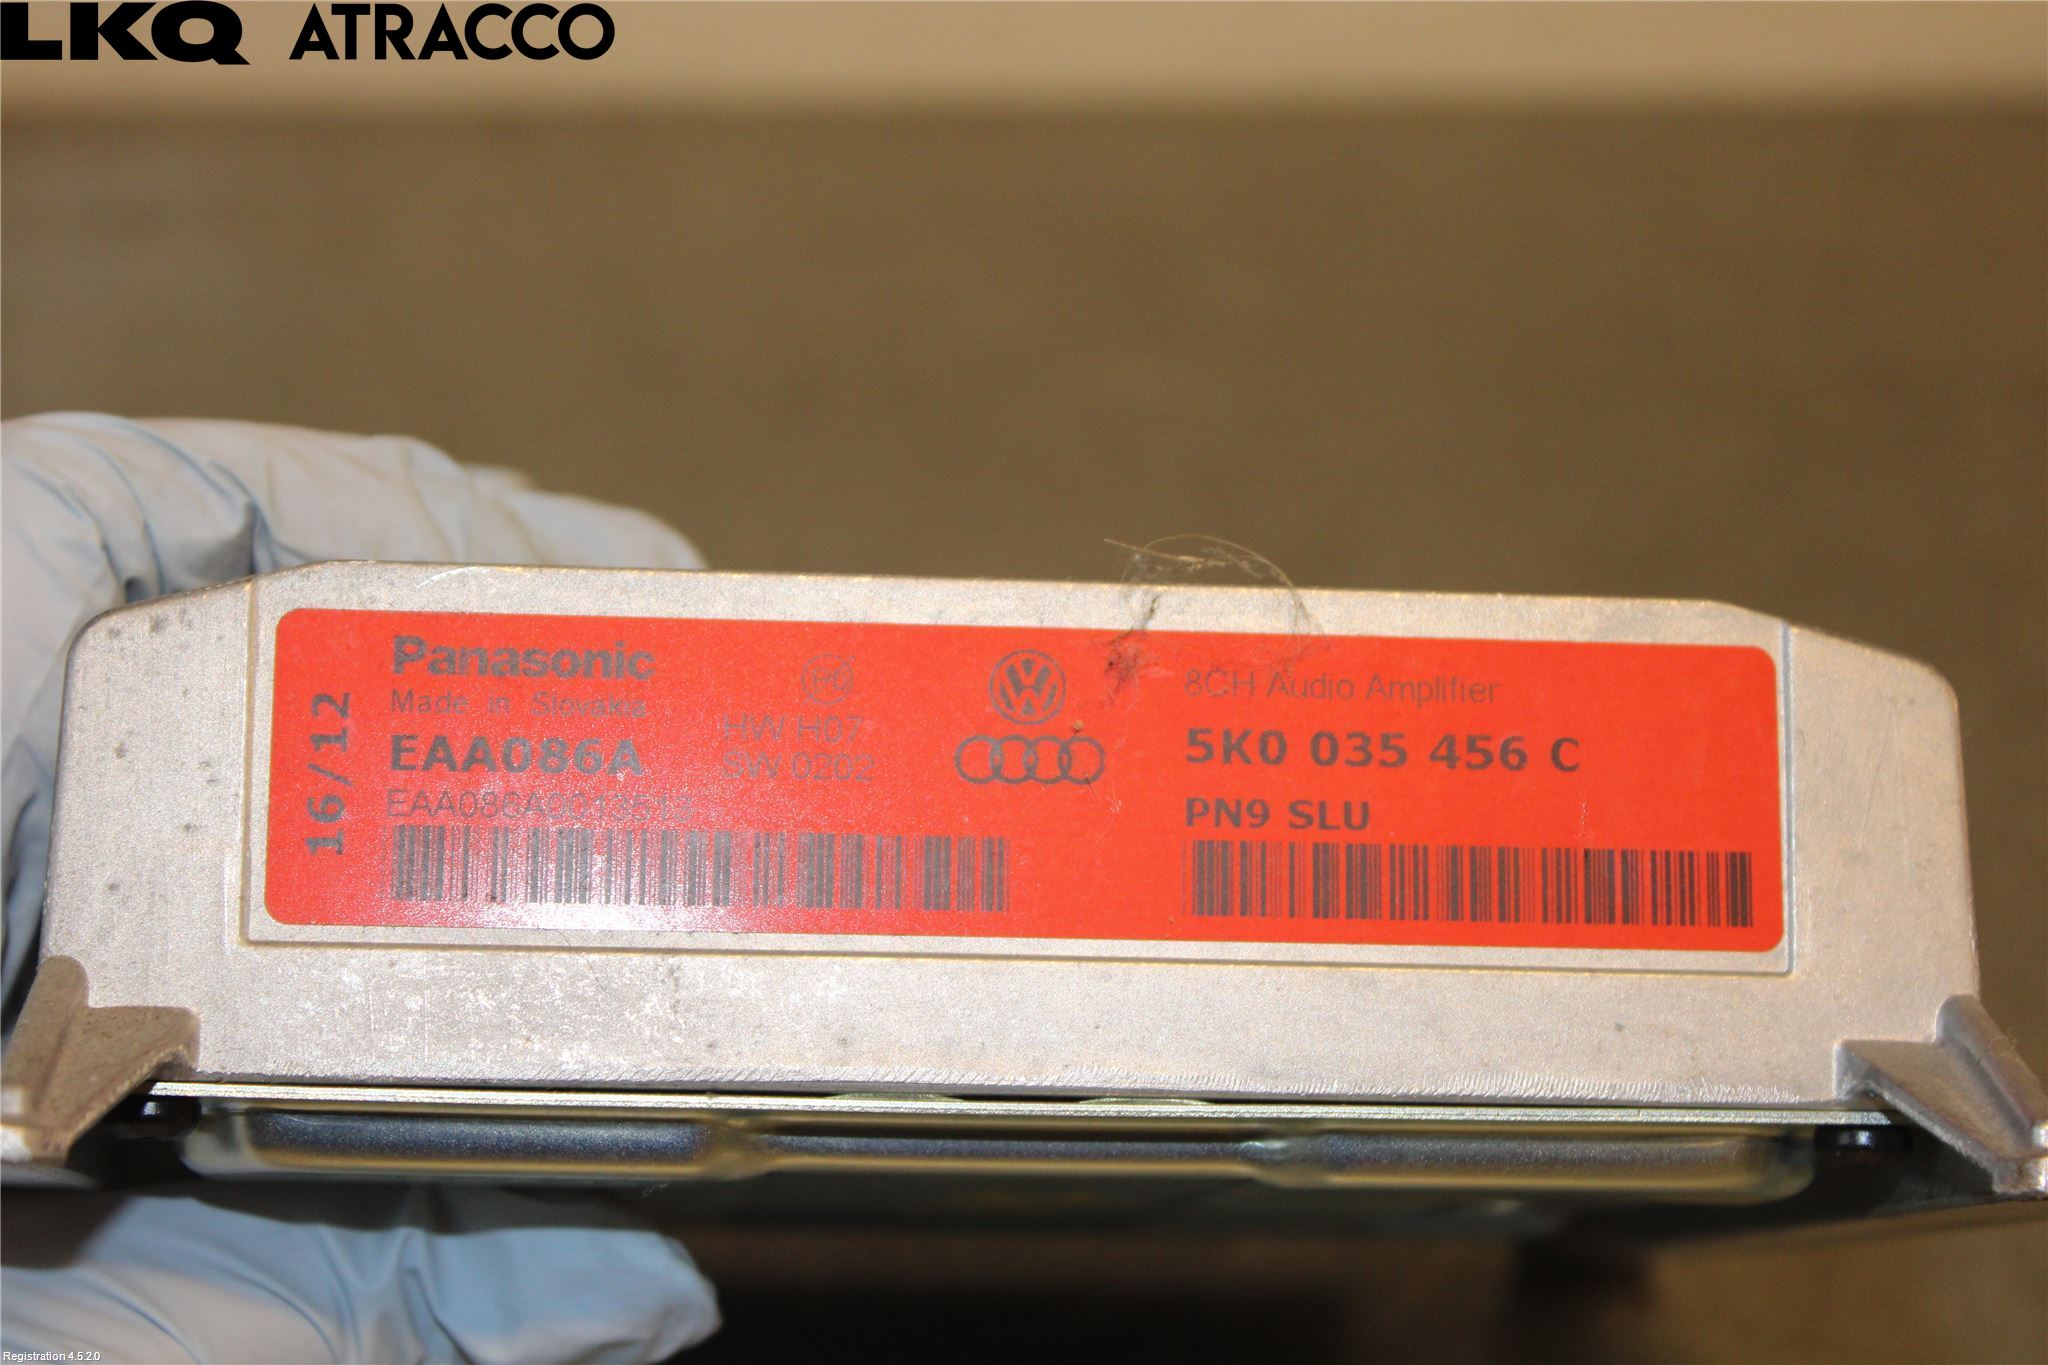 LKQ ATRACCO
16/12
Panasonic
Made in Slovakia
EAA086A
EAA086A0013513
HW H07
SW 0202
8CH Audio Amplifier
5K0 035 456 C
PN9 SLU
Registration 4.5.2.0